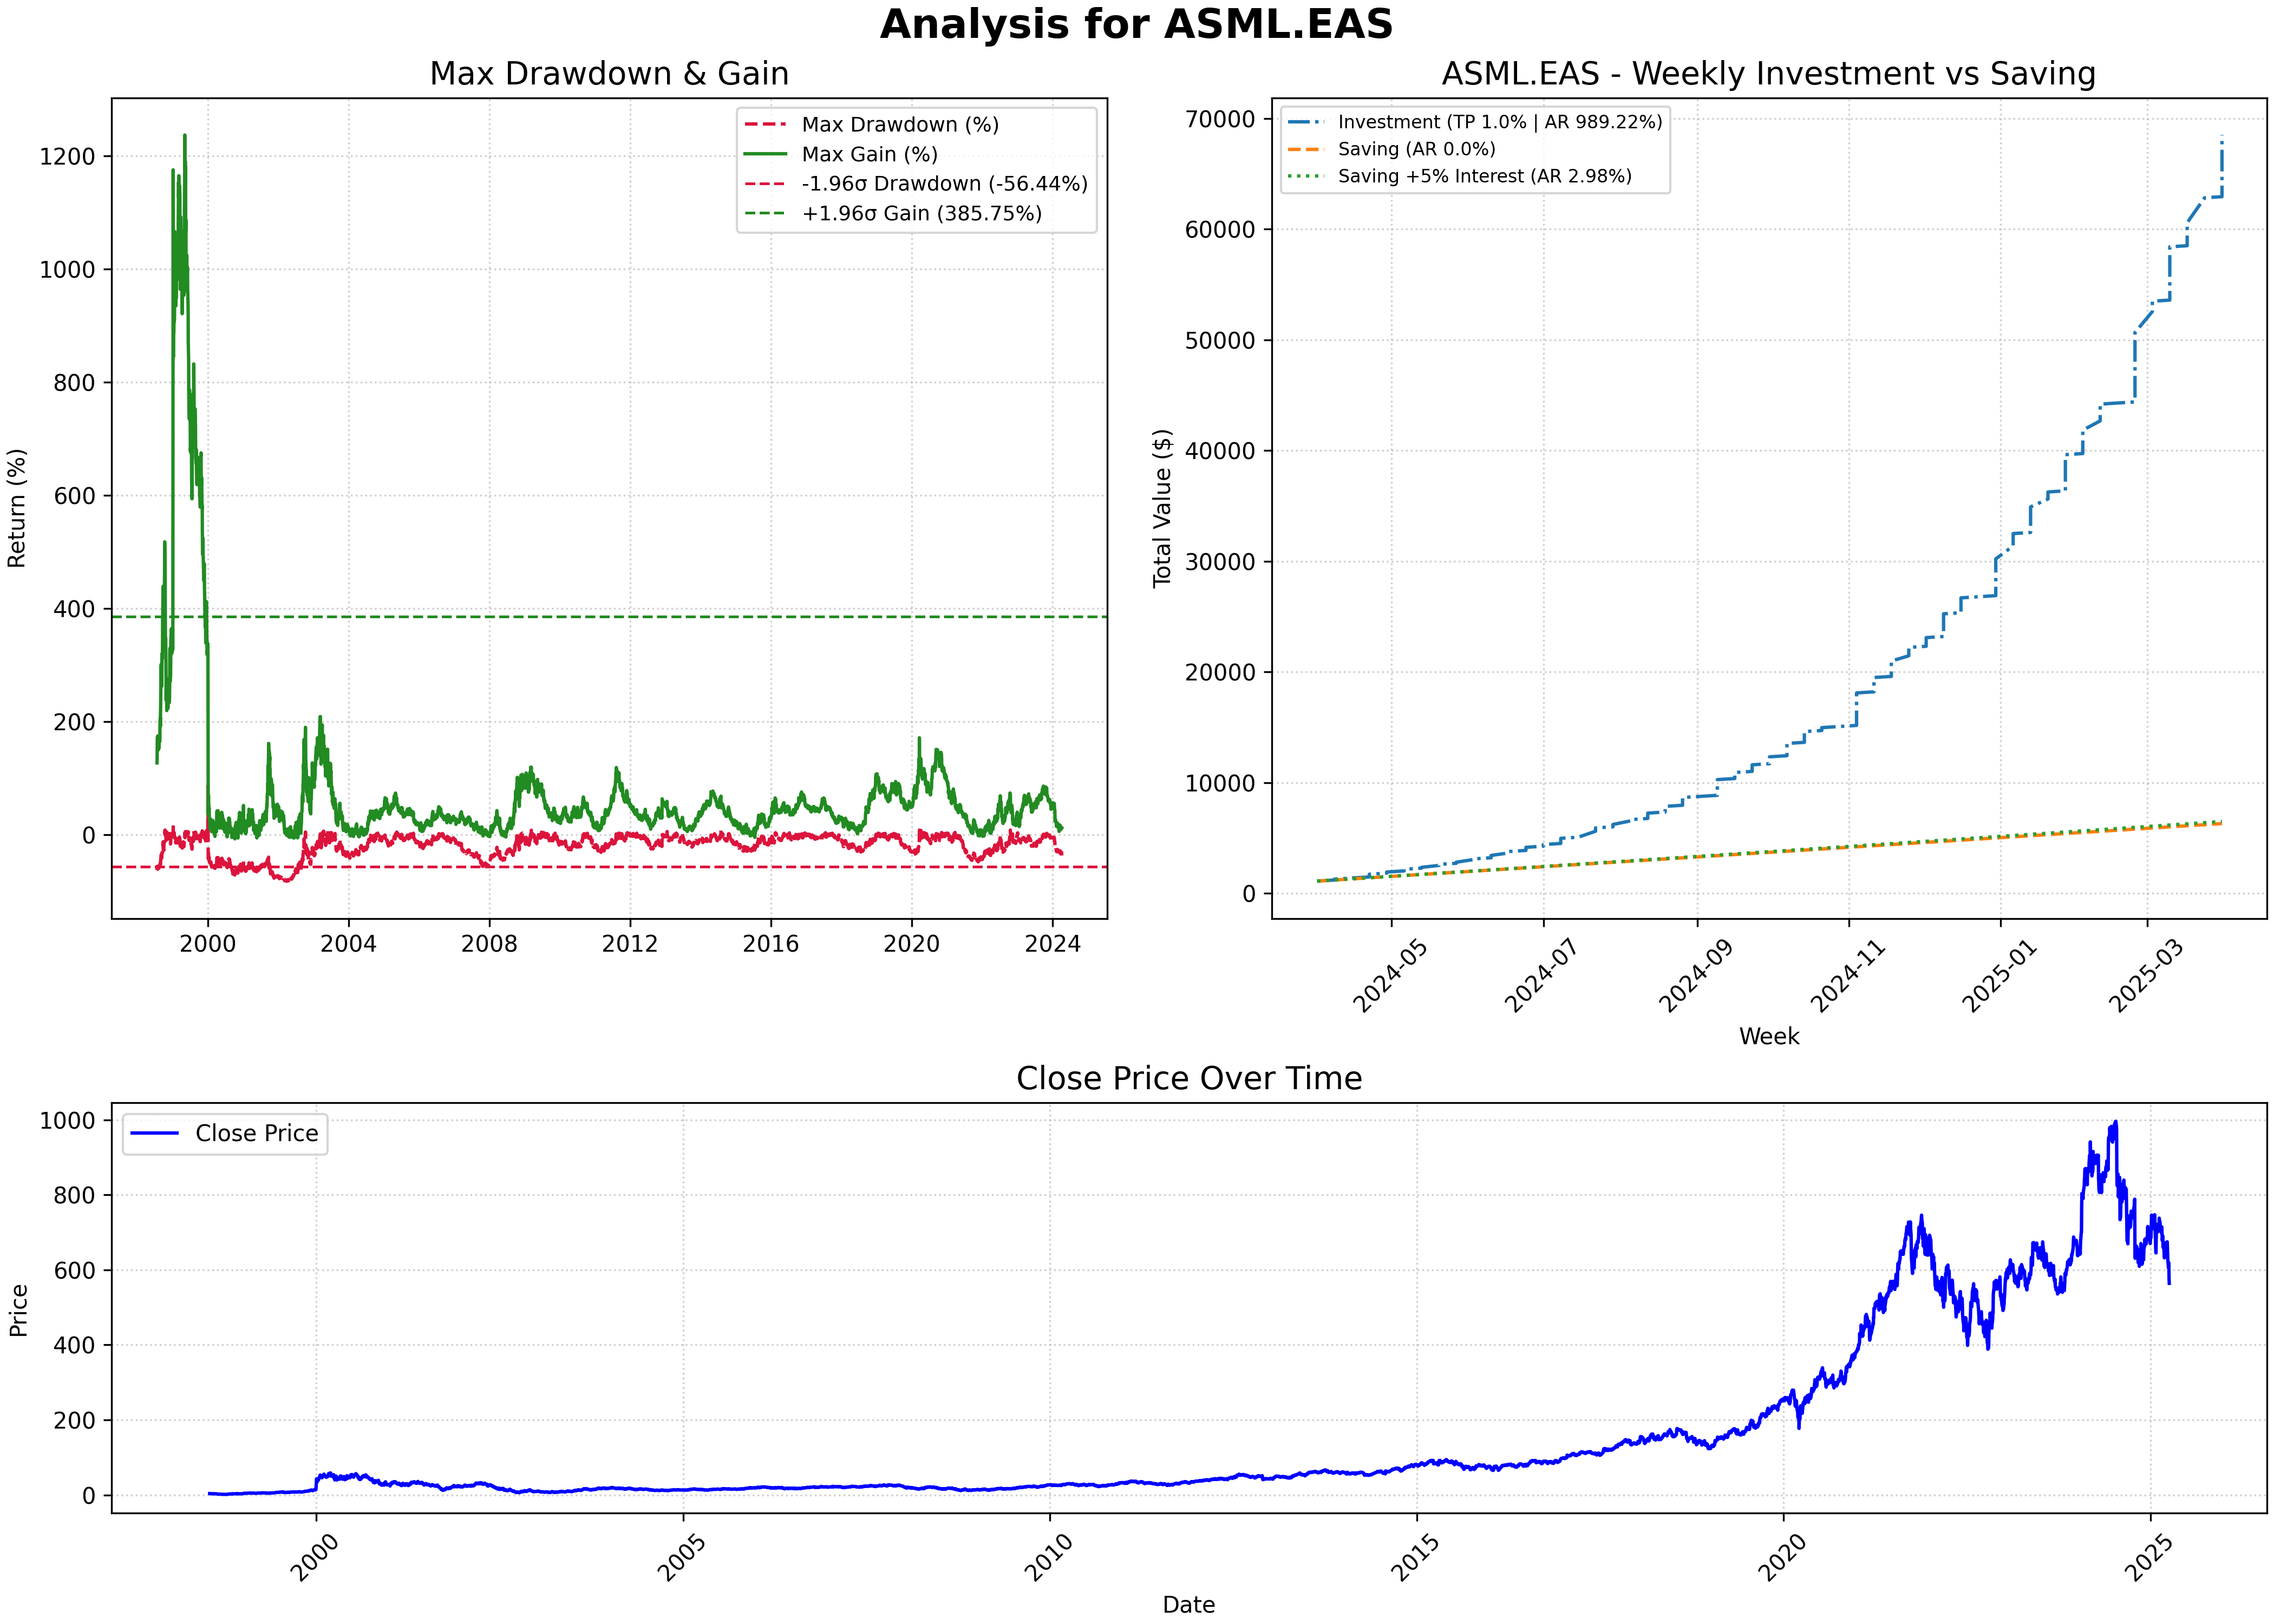 Analysis for ASML.EAS
Max Drawdown & Gain
Return (%)
1200
1000
800
600
400
200
0
2000 2004 2008 2012 2016 2020 2024
Max Drawdown (%)
Max Gain (%)
-1.96σ Drawdown (-56.44%)
+1.96σ Gain (385.75%)
ASML.EAS - Weekly Investment vs Saving
Total Value ($)
70000
60000
50000
40000
30000
20000
10000
0
Investment (TP 1.0% | AR 989.22%)
Saving (AR 0.0%)
Saving +5% Interest (AR 2.98%)
2024-05 2024-07 2024-09 2024-11 2025-01 2025-03
Week
Close Price Over Time
Price
1000
800
600
400
200
0
Close Price
2000 2005 2010 2015 2020 2025
Date